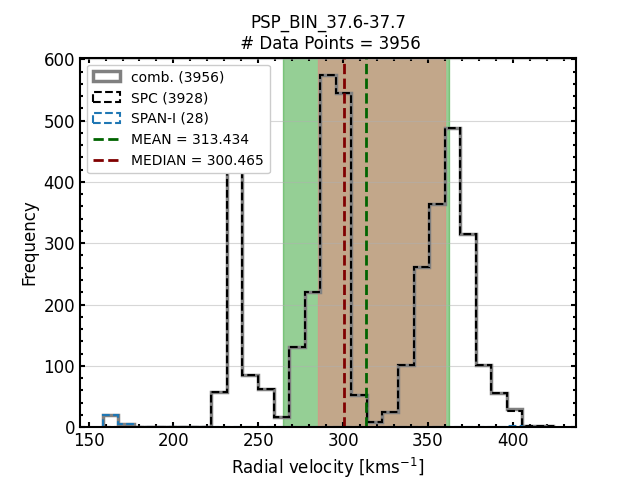 PSP_BIN_37.6-37.7
# Data Points = 3956
600
500
400
300
200
100
0
Frequency
comb. (3956)
SPC (3928)
SPAN-I (28)
MEAN = 313.434
MEDIAN = 300.465
150 200 250 300 350 400
Radial velocity [kms⁻¹]